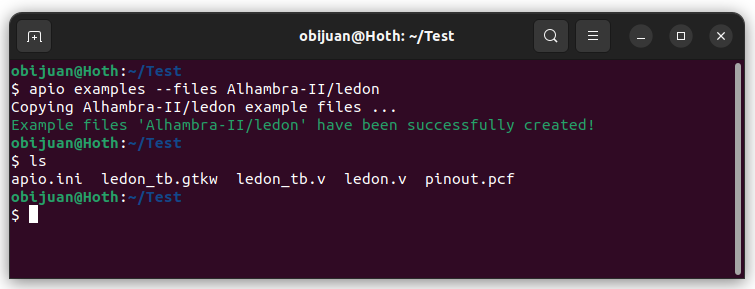 obijuan@Hoth: ~/Test
obijuan@Hoth:~/Test
$ apio examples --files Alhambra-II/ledon
Copying Alhambra-II/ledon example files ...
Example files 'Alhambra-II/ledon' have been successfully created!
obijuan@Hoth:~/Test
$ ls
apio.ini  ledon_tb.gtkw  ledon_tb.v  ledon.v  pinout.pcf
obijuan@Hoth:~/Test
$